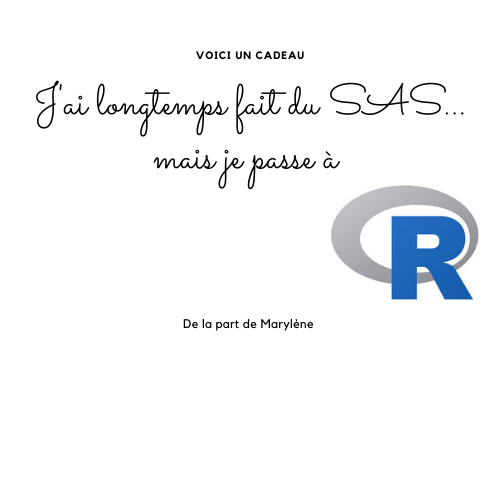 VOICI UN CADEAU
J'ai longtemps fait du SAS...
mais je passe à
R
De la part de Marylène